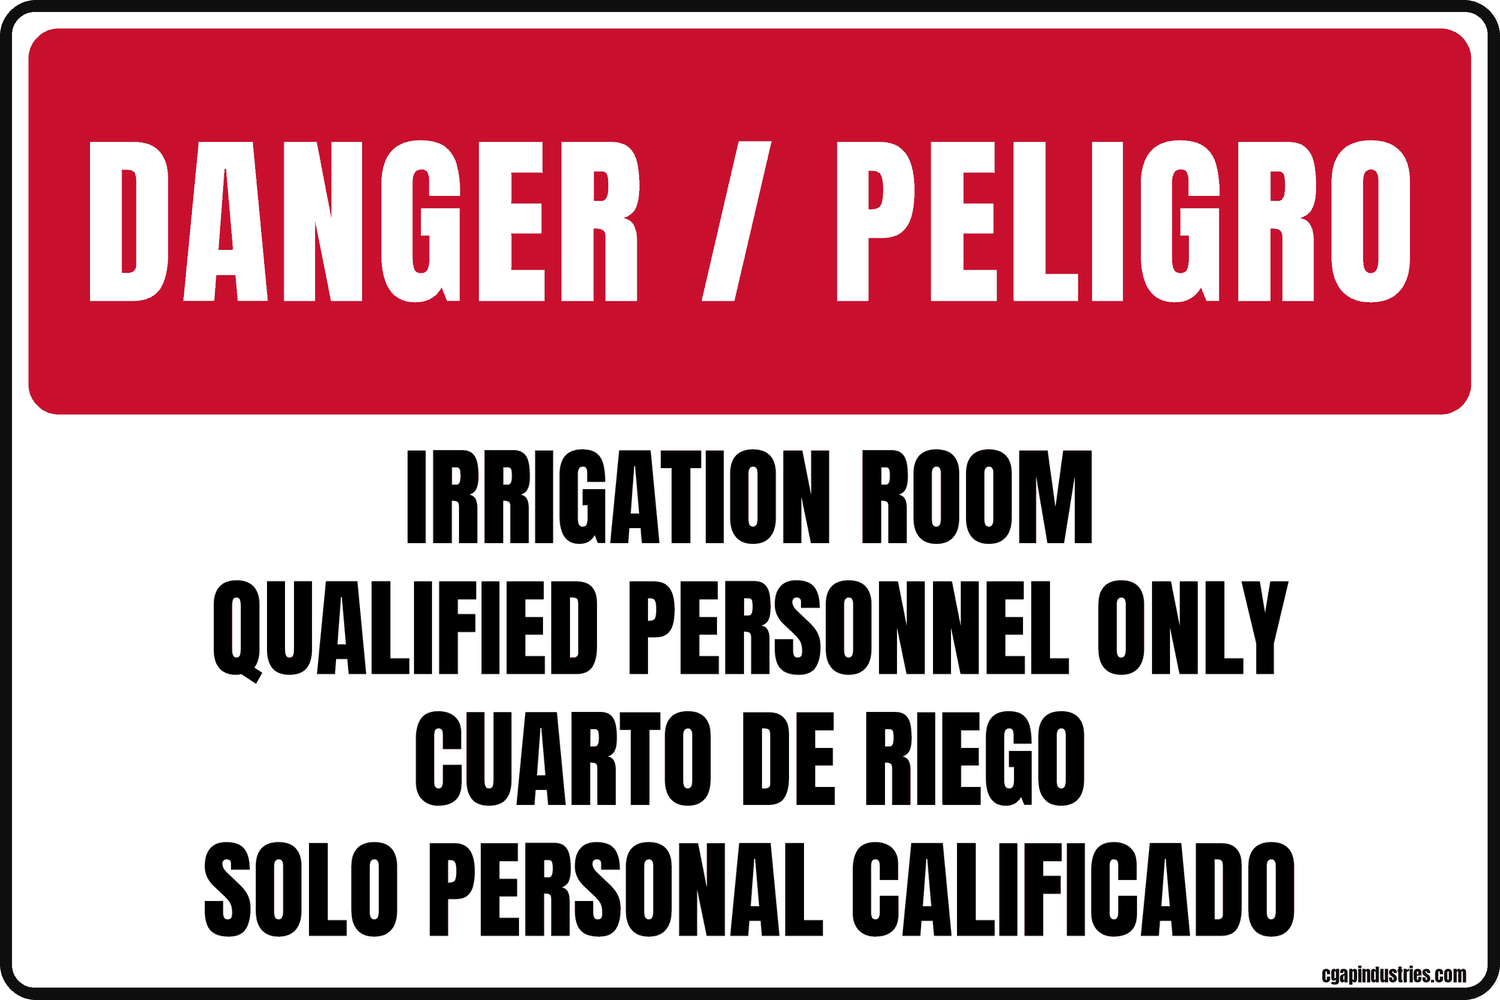 DANGER / PELIGRO
IRRIGATION ROOM
QUALIFIED PERSONNEL ONLY
CUARTO DE RIEGO
SOLO PERSONAL CALIFICADO
cgapindustries.com